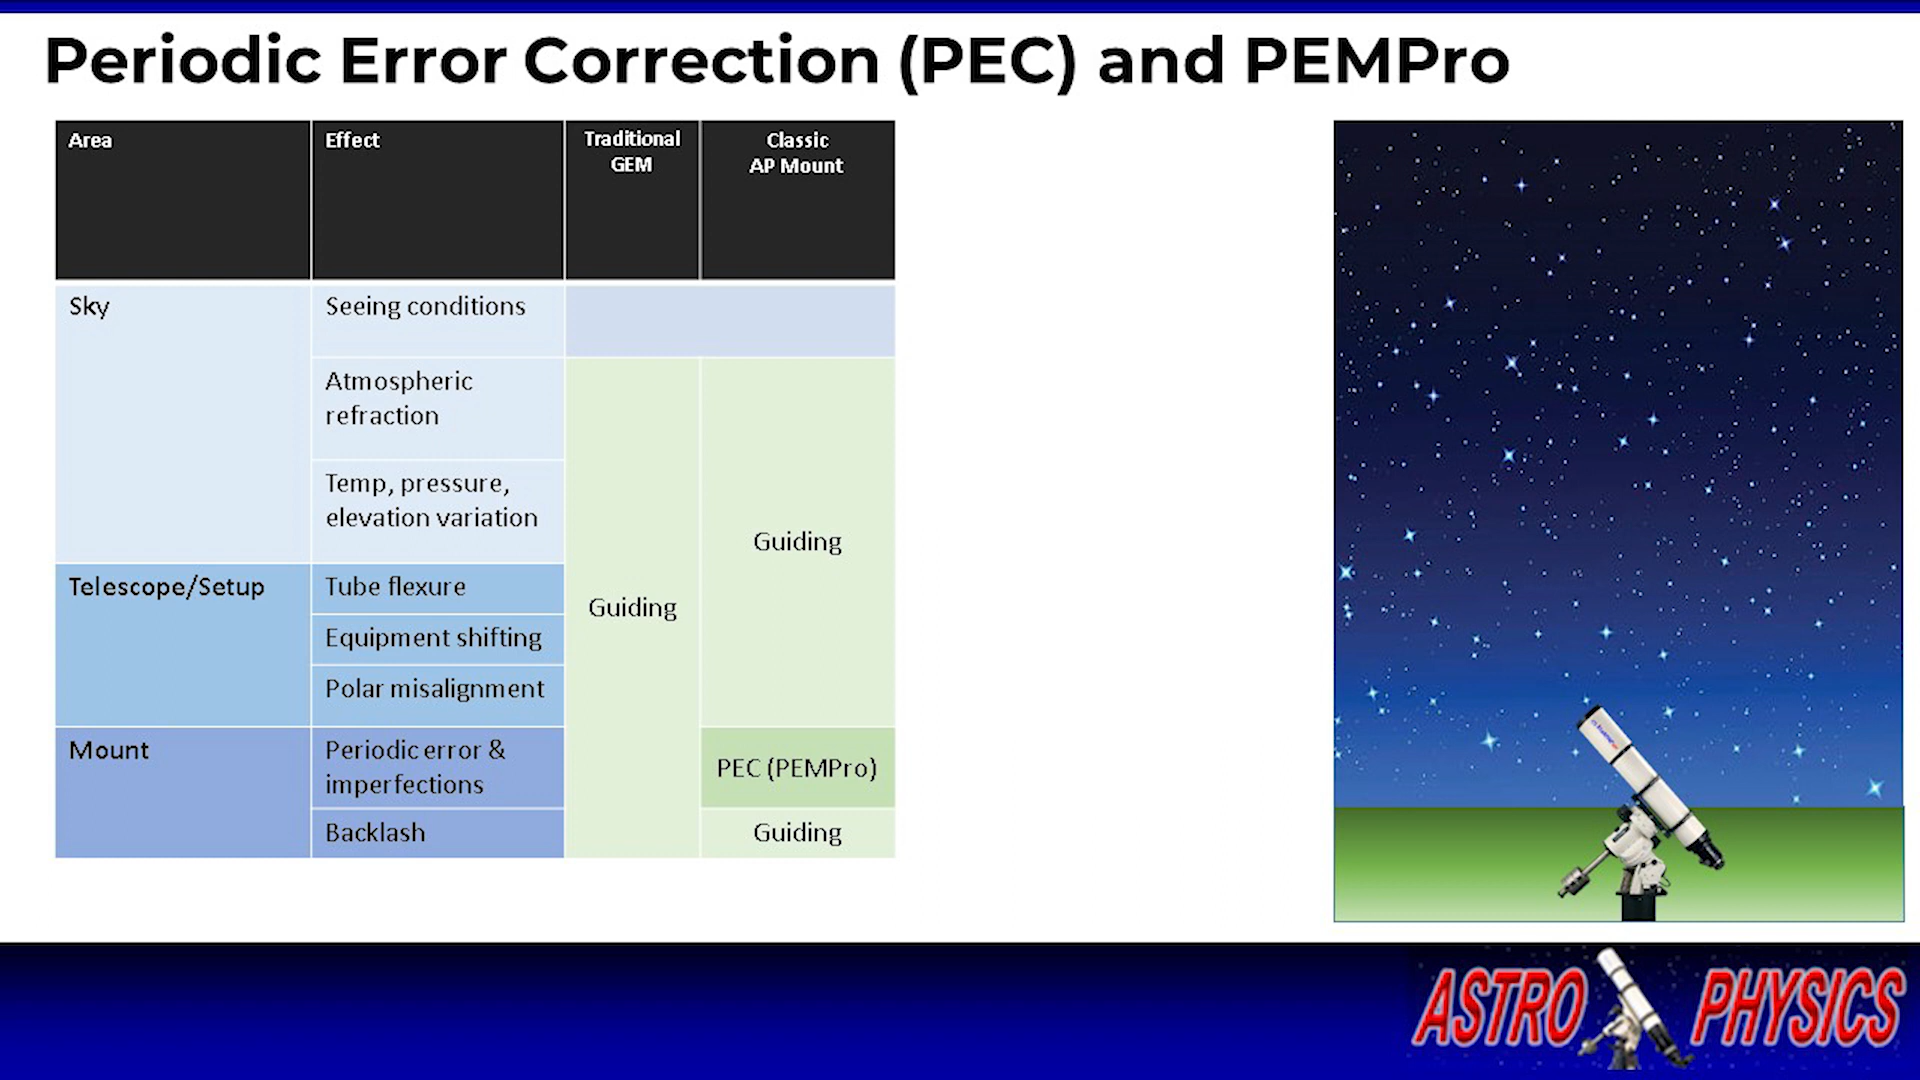 Periodic Error Correction (PEC) and PEMPro
Area
Effect
Traditional
GEM
Classic
AP Mount
Sky
Seeing conditions
Atmospheric
refraction
Temp, pressure,
elevation variation
Guiding
Telescope/Setup
Tube flexure
Guiding
Equipment shifting
Polar misalignment
Mount
Periodic error &
imperfections
PEC (PEMPro)
Backlash
Guiding
ASTRO PHYSICS